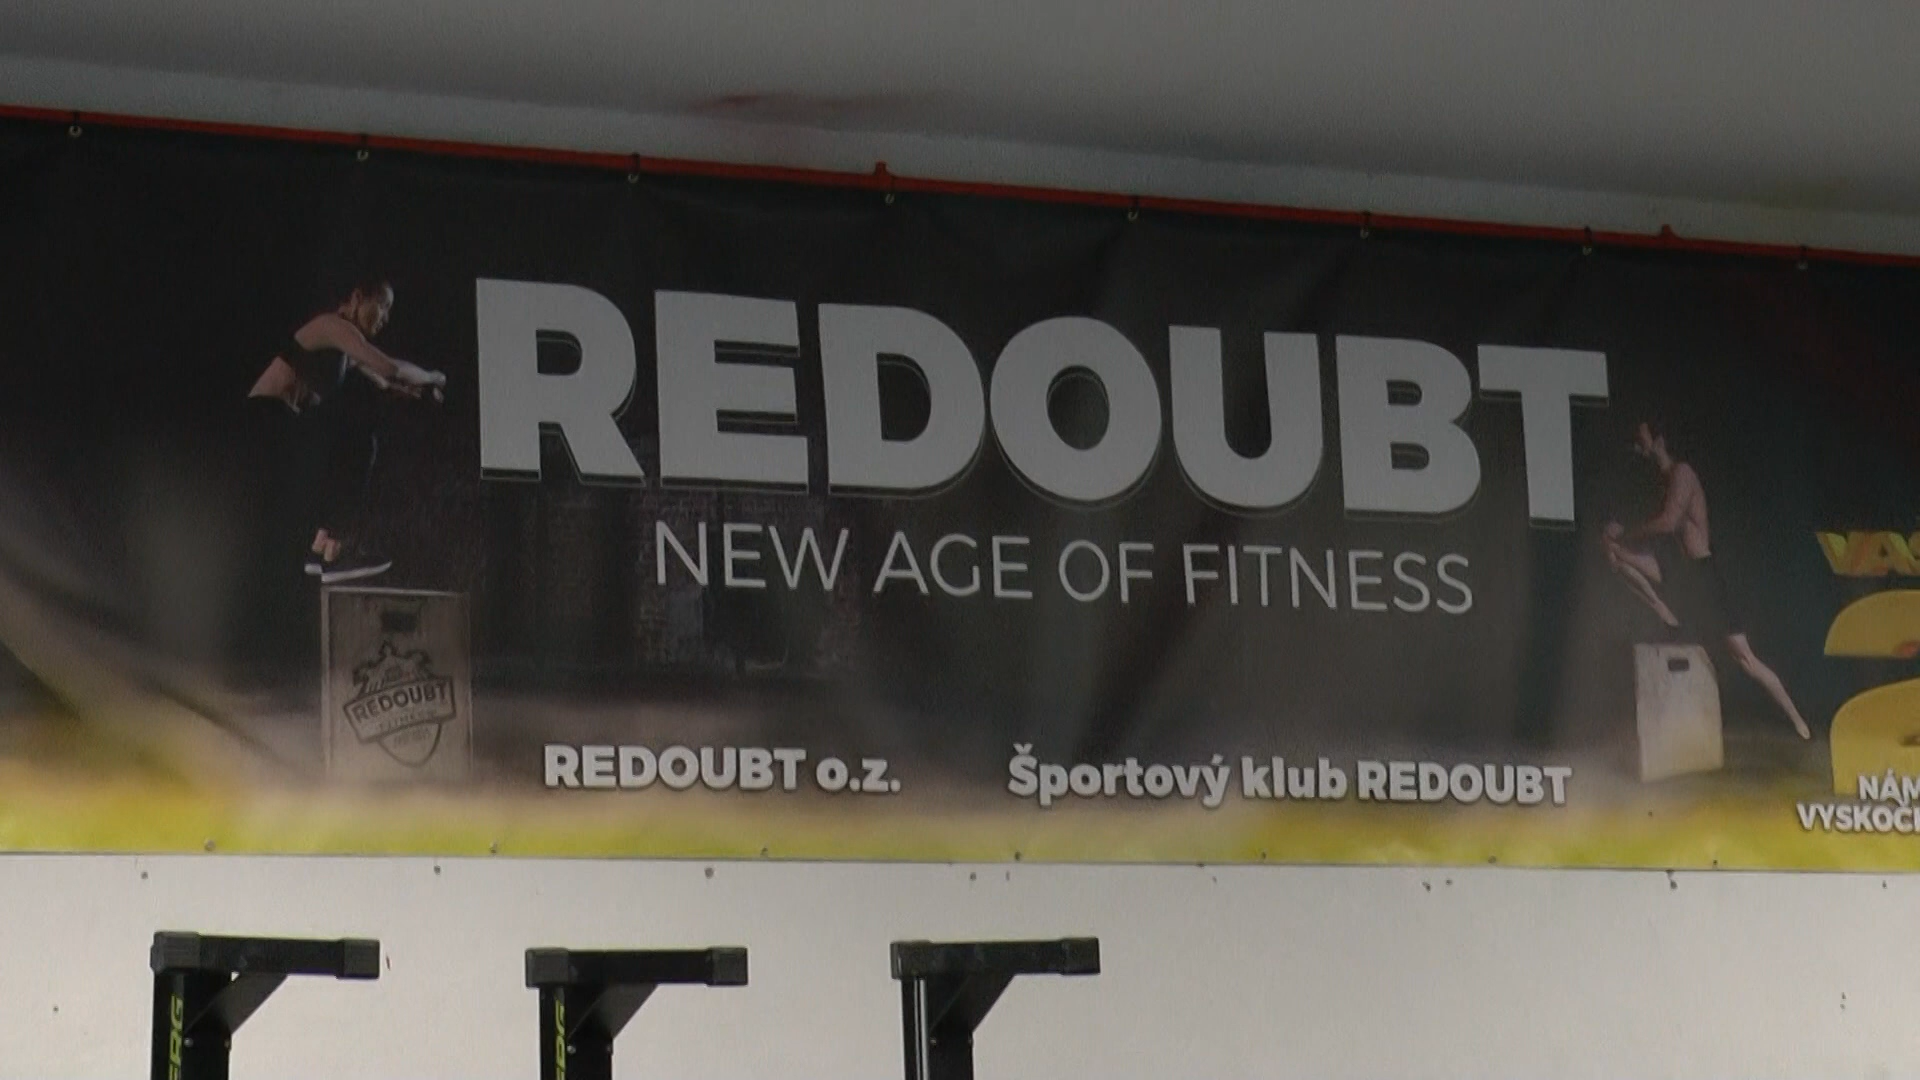 REDOUBT
NEW AGE OF FITNESS
REDOUBT
REDOUBT o.z.
Športový klub REDOUBT